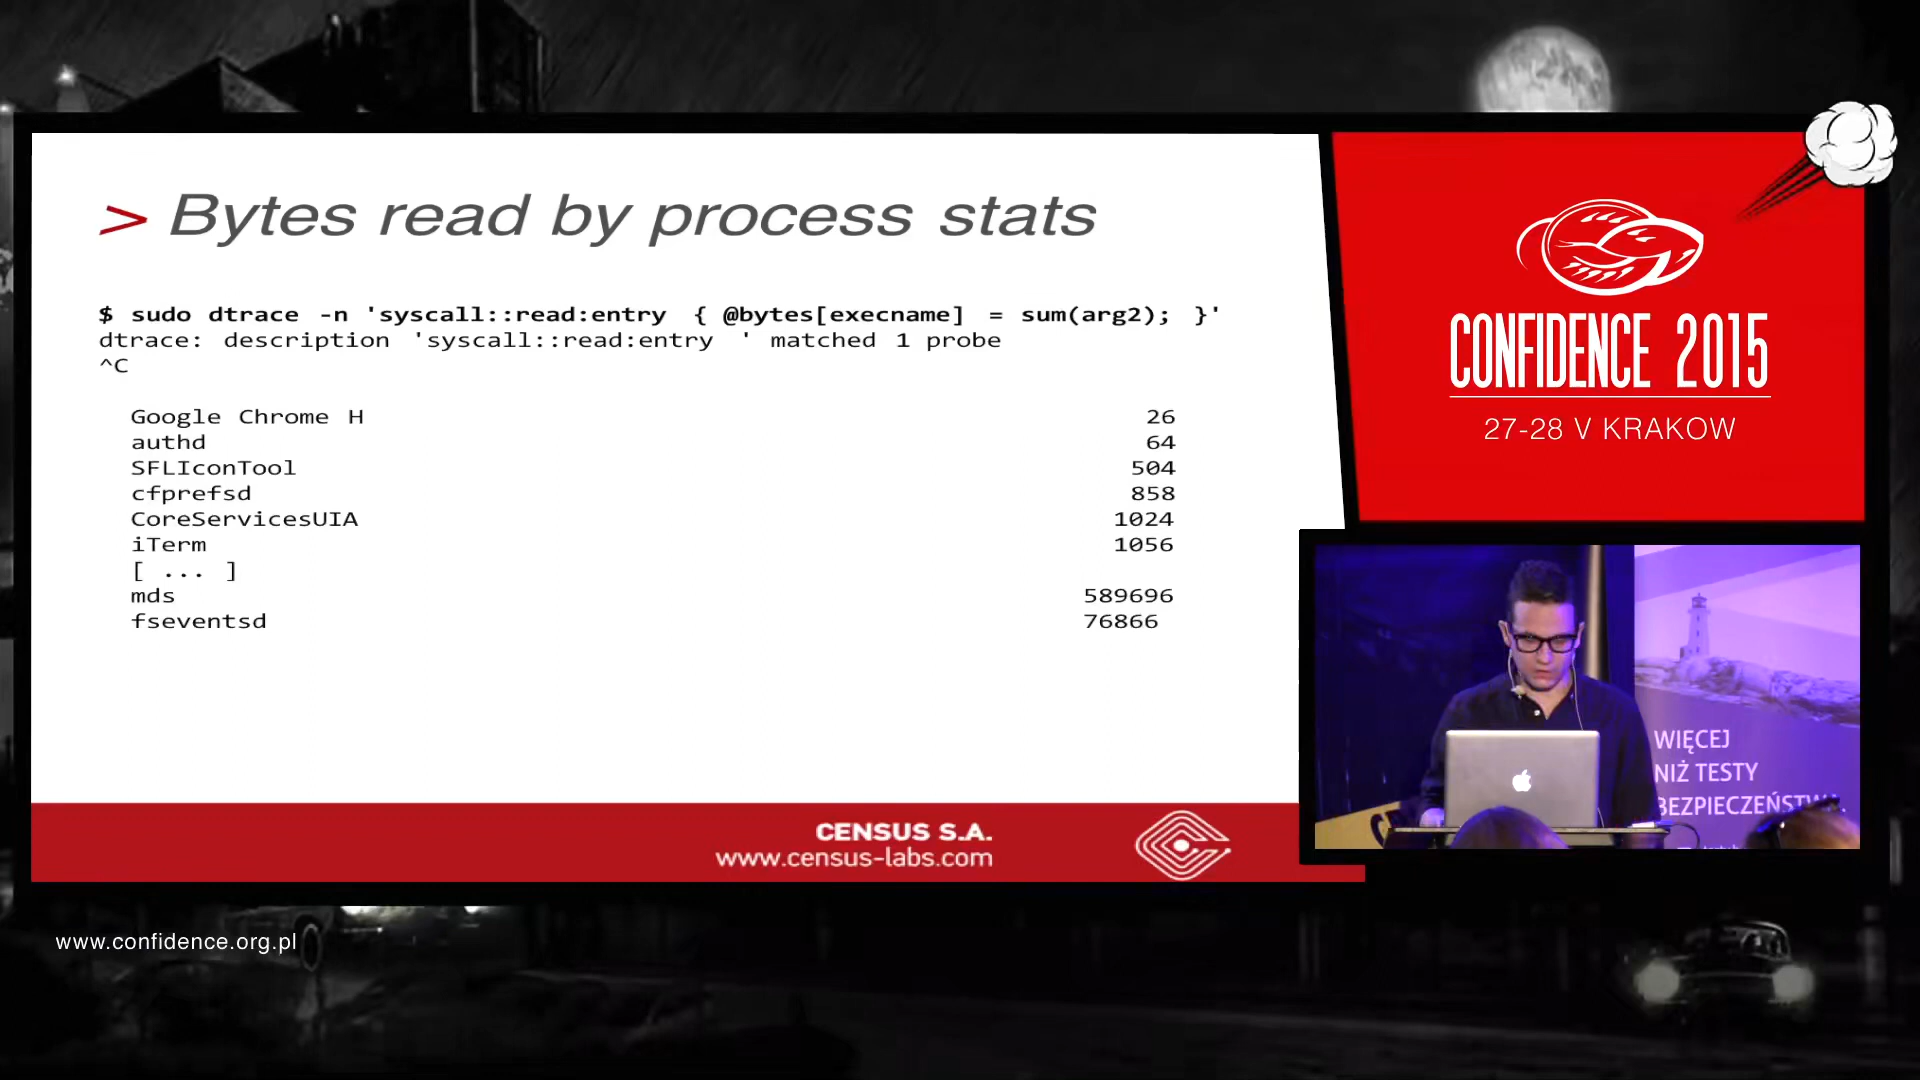 > Bytes read by process stats
$ sudo dtrace -n 'syscall::read:entry { @bytes[execname] = sum(arg2); }'
dtrace: description 'syscall::read:entry ' matched 1 probe
^C
Google Chrome H 26
authd 64
SFLIconTool 504
cfprefsd 858
CoreServicesUIA 1024
iTerm 1056
[ ... ]
mds 589696
fseventsd 76866
CENSUS S.A.
www.census-labs.com
CONFIDENCE 2015
27-28 V KRAKOW
WIĘCEJ
NIŻ TESTY
BEZPIECZEŃSTWA.
www.confidence.org.pl